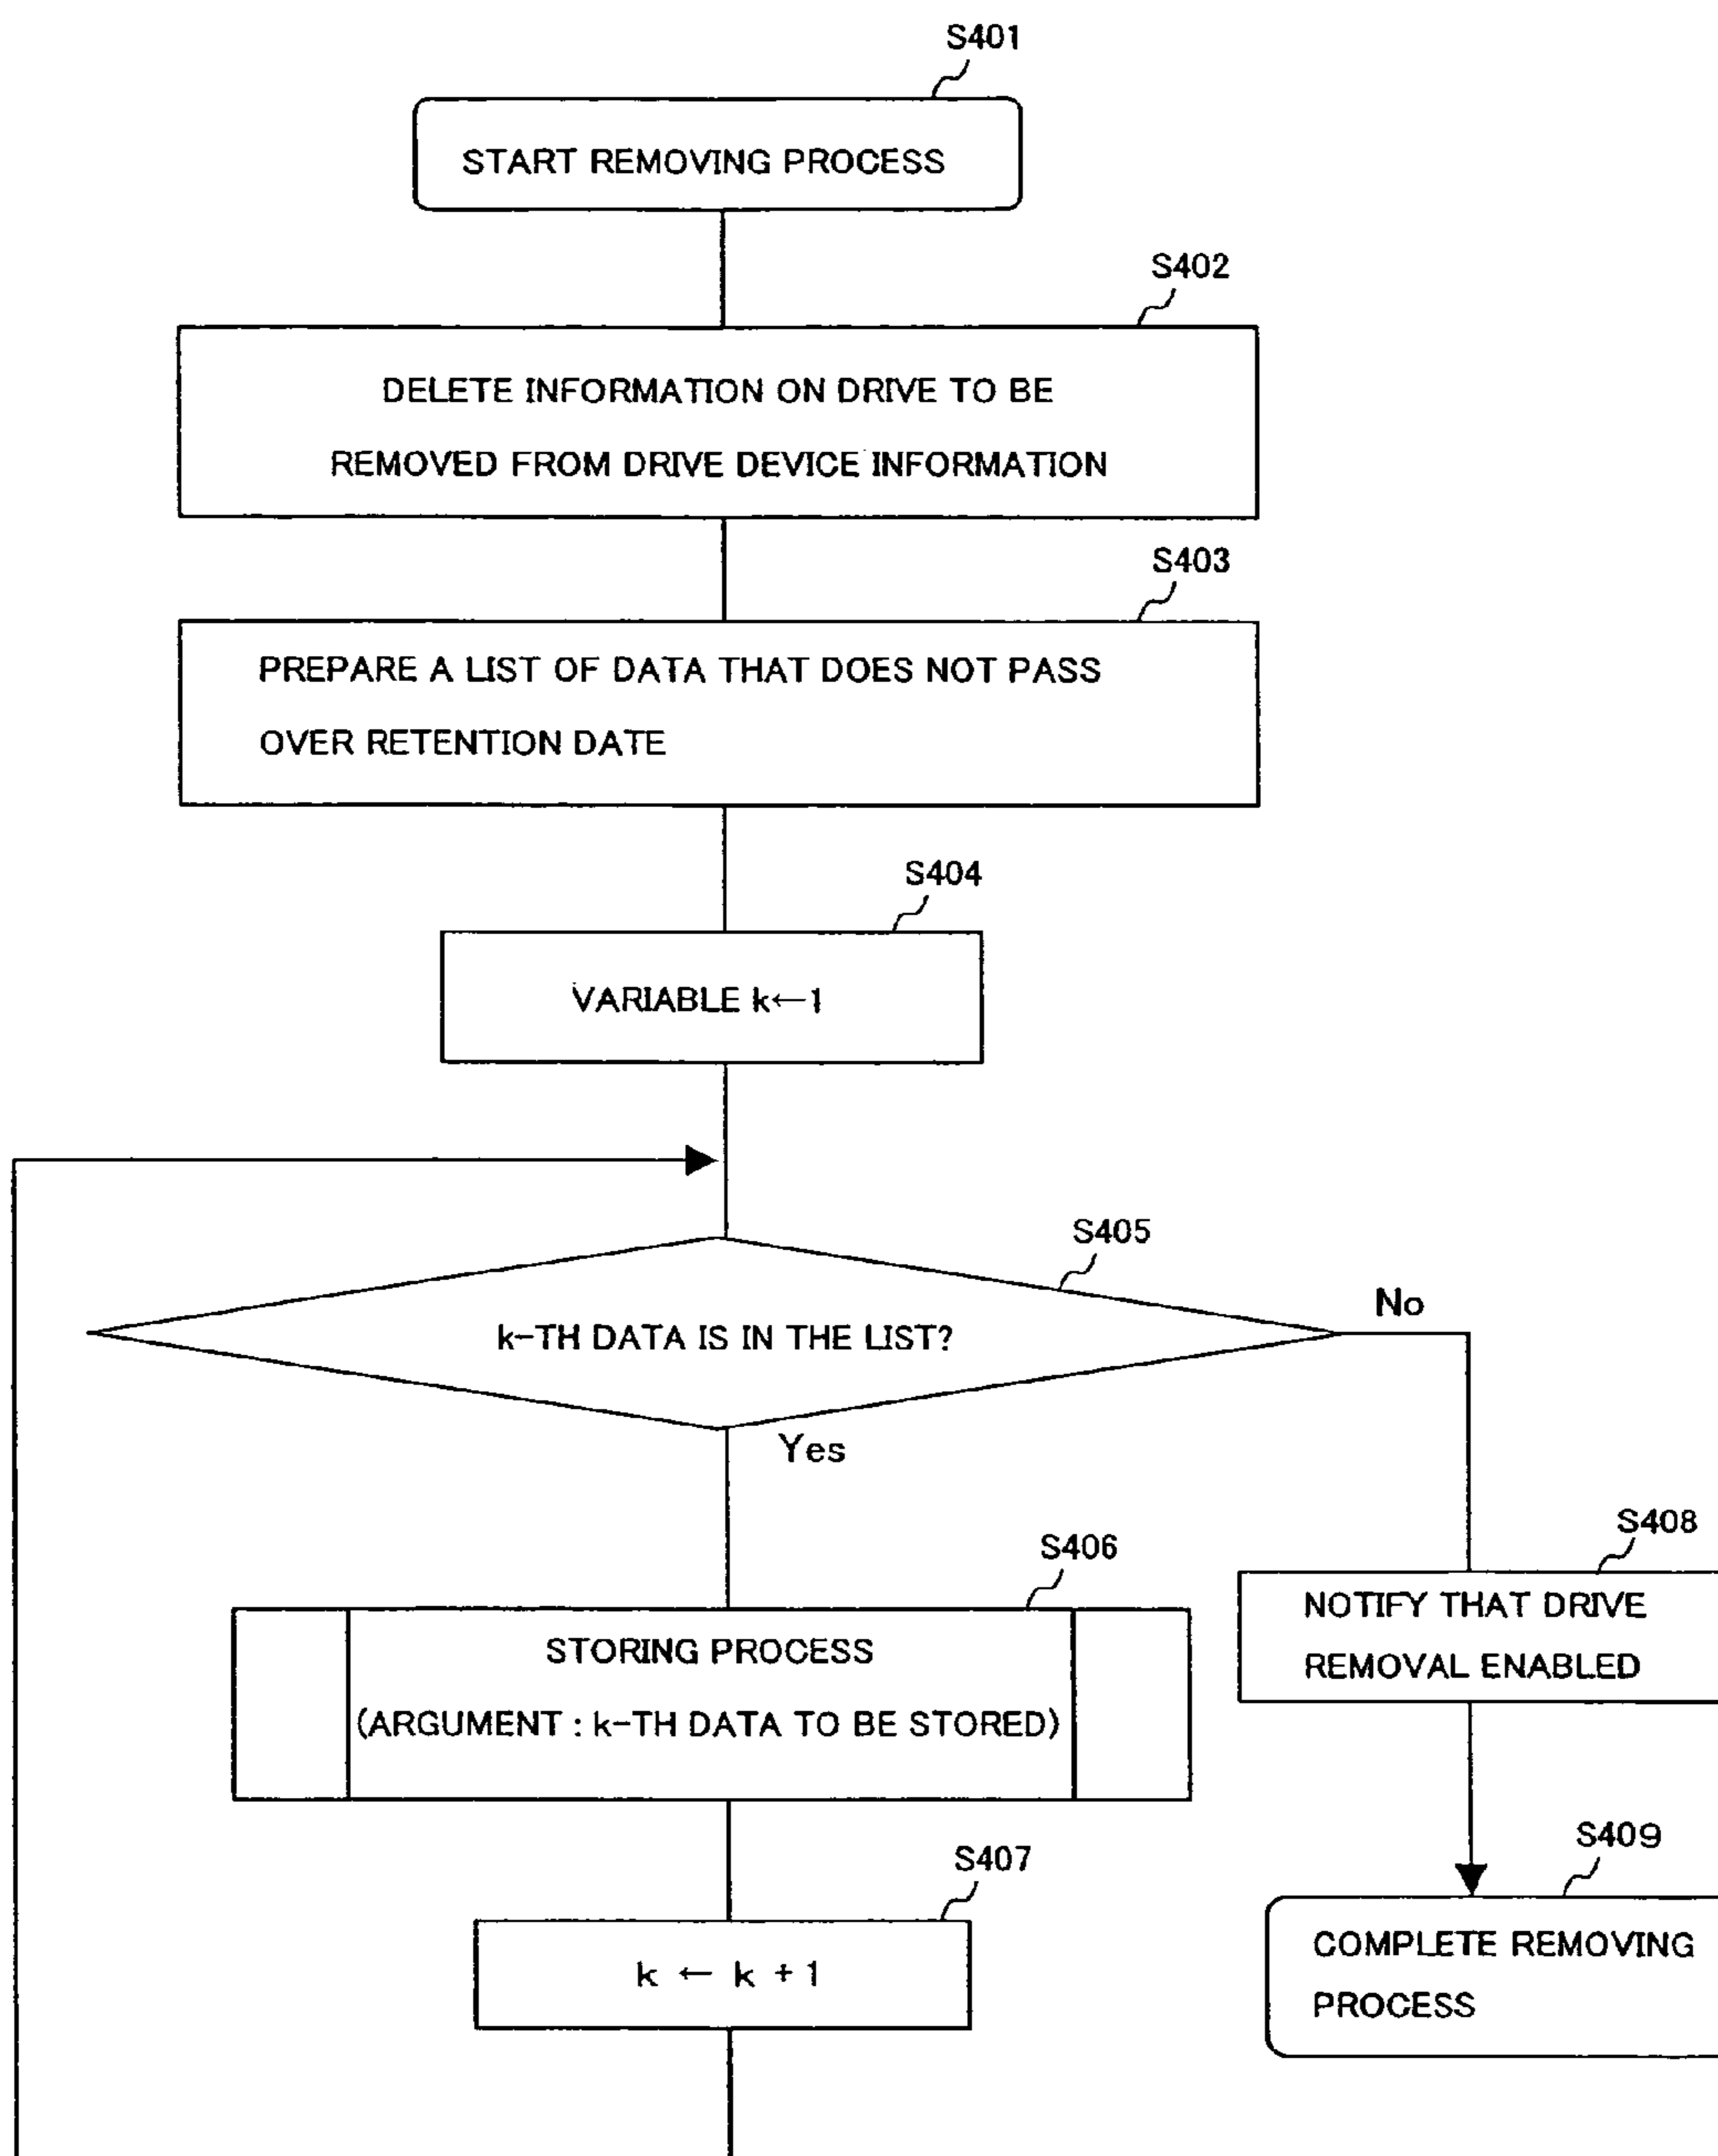 S401
START REMOVING PROCESS
S402
DELETE INFORMATION ON DRIVE TO BE
REMOVED FROM DRIVE DEVICE INFORMATION
S403
PREPARE A LIST OF DATA THAT DOES NOT PASS
OVER RETENTION DATE
S404
VARIABLE k←1
S405
k-TH DATA IS IN THE LIST?
No
Yes
S406
STORING PROCESS
(ARGUMENT : k-TH DATA TO BE STORED)
S407
k ← k +1
S408
NOTIFY THAT DRIVE
REMOVAL ENABLED
S409
COMPLETE REMOVING
PROCESS